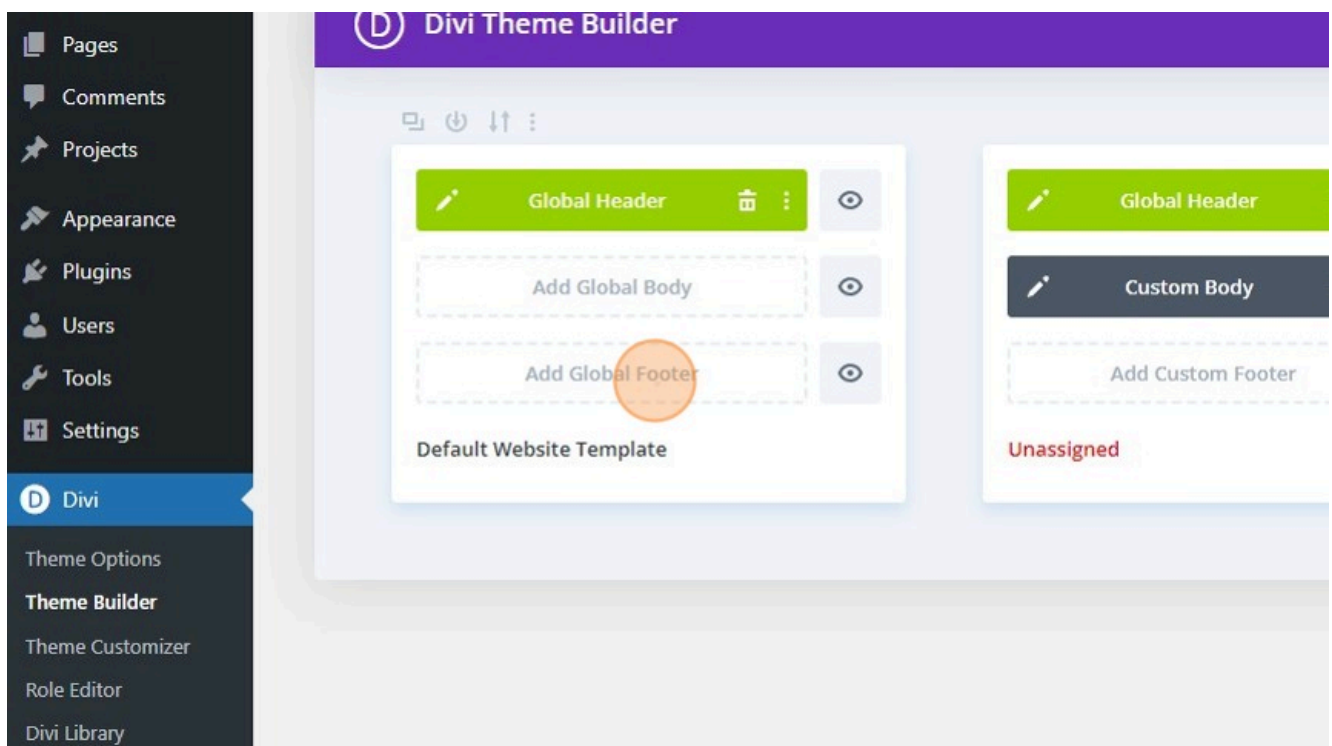 Pages
Comments
Projects
Appearance
Plugins
Users
Tools
Settings
Divi
Theme Options
Theme Builder
Theme Customizer
Role Editor
Divi Library
D Divi Theme Builder
Global Header
Add Global Body
Add Global Footer
Default Website Template
Global Header
Custom Body
Add Custom Footer
Unassigned